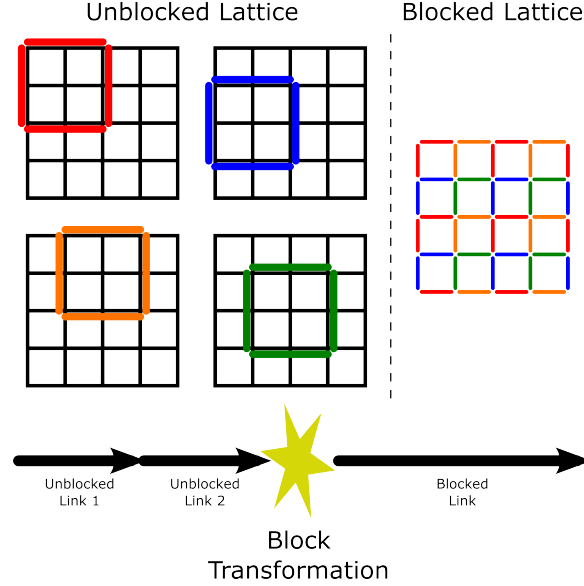 Unblocked Lattice
Blocked Lattice
Unblocked
Link 1
Unblocked
Link 2
Blocked
Link
Block
Transformation